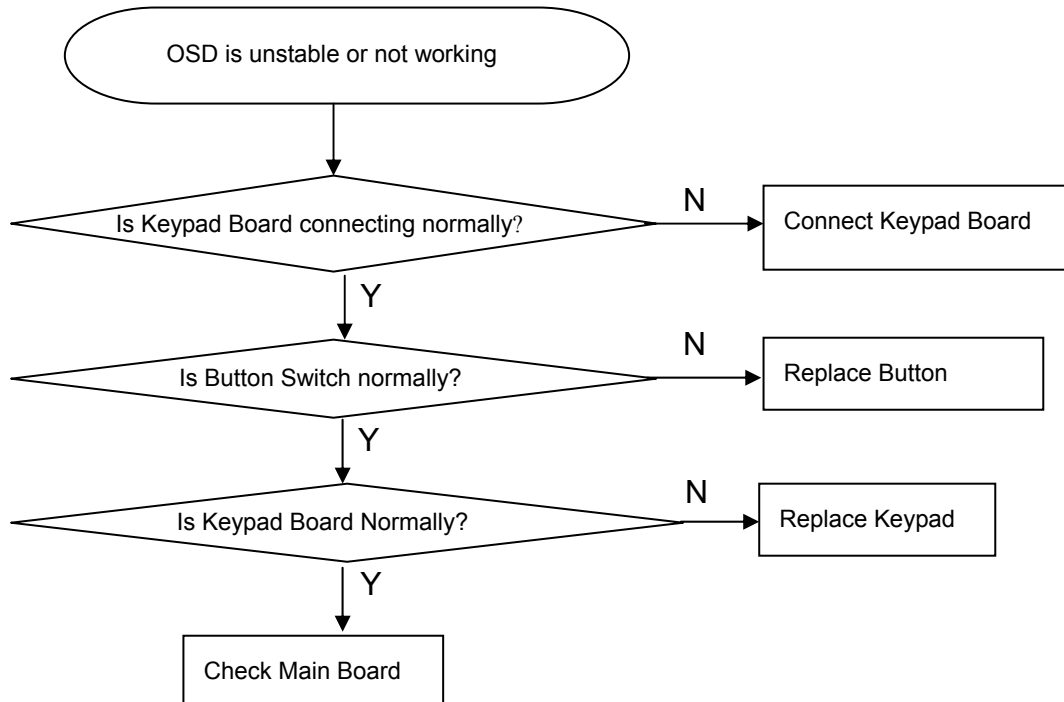 OSD is unstable or not working
Is Keypad Board connecting normally?
N
Connect Keypad Board
Y
Is Button Switch normally?
N
Replace Button
Y
Is Keypad Board Normally?
N
Replace Keypad
Y
Check Main Board